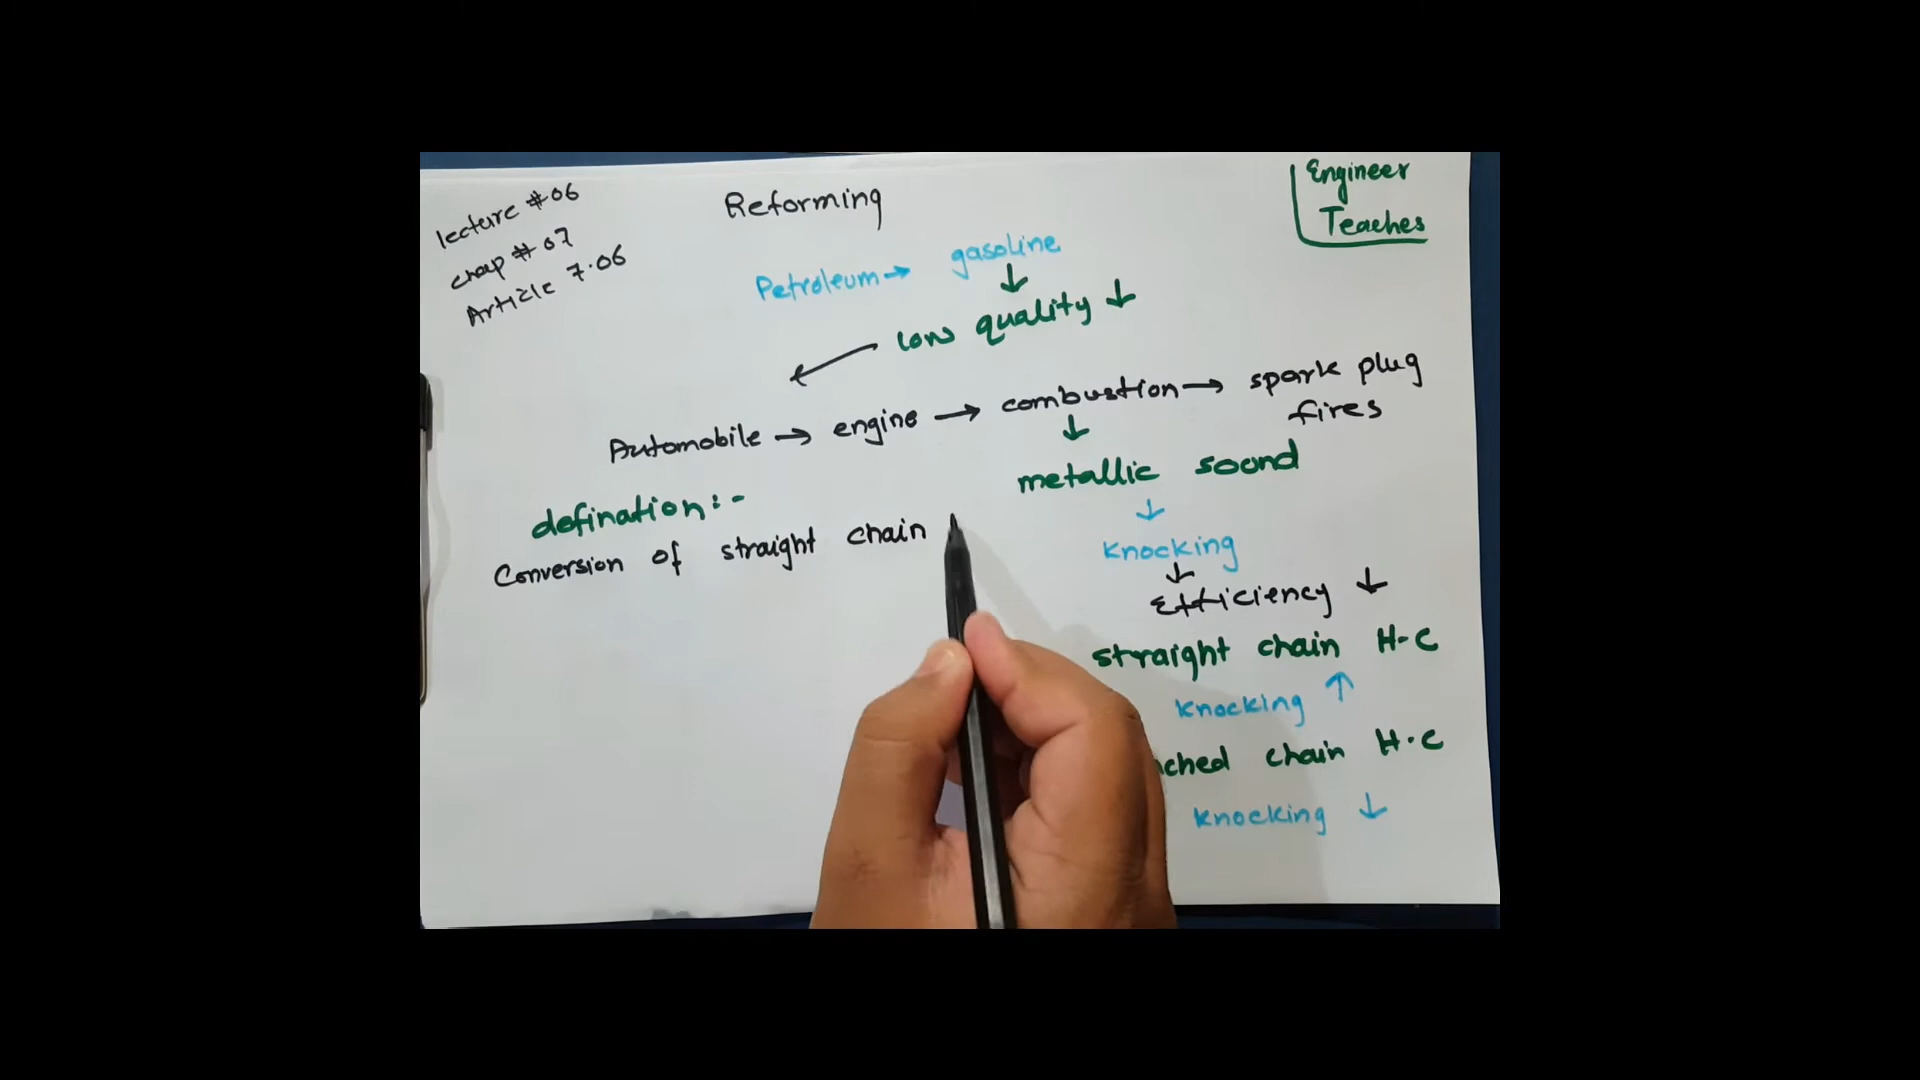 lecture #06
chap #07
Article 7.06
Reforming
Engineer
Teaches
Petroleum → gasoline
↓
low quality ↓
Automobile → engine → combustion → spark plug
fires
↓
metallic sound
↓
knocking
↓
Efficiency ↓
defination:-
Conversion of straight chain
straight chain H-C
knocking ↑
chain H.C
knocking ↓